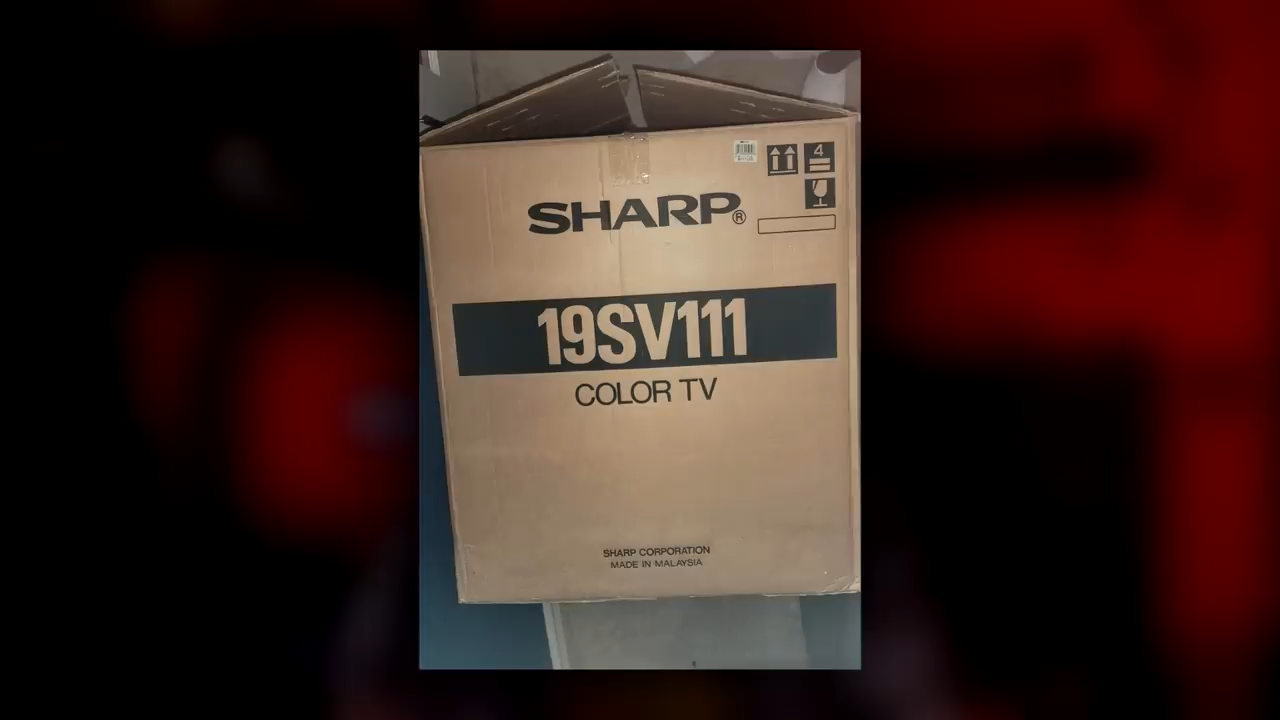 4
SHARP®
19SV111
COLOR TV
SHARP CORPORATION
MADE IN MALAYSIA